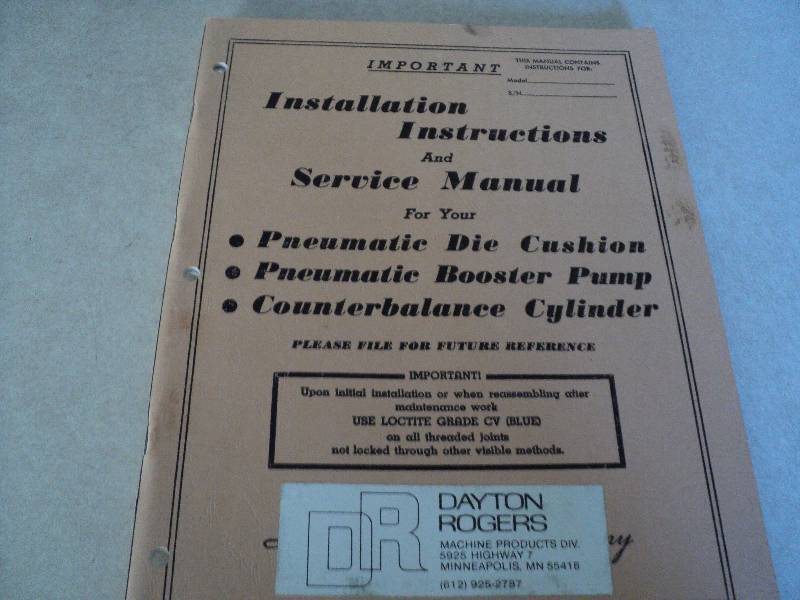 IMPORTANT
THIS MANUAL CONTAINS
INSTRUCTIONS FOR:
Model
S/N
Installation
Instructions
And
Service Manual
For Your
• Pneumatic Die Cushion
• Pneumatic Booster Pump
• Counterbalance Cylinder
PLEASE FILE FOR FUTURE REFERENCE
IMPORTANT!
Upon initial installation or when reassembling after
maintenance work
USE LOCTITE GRADE CV (BLUE)
on all threaded joints
not locked through other visible methods.
DR
DAYTON
ROGERS
MACHINE PRODUCTS DIV.
5925 HIGHWAY 7
MINNEAPOLIS, MN 55416
(612) 925-2787